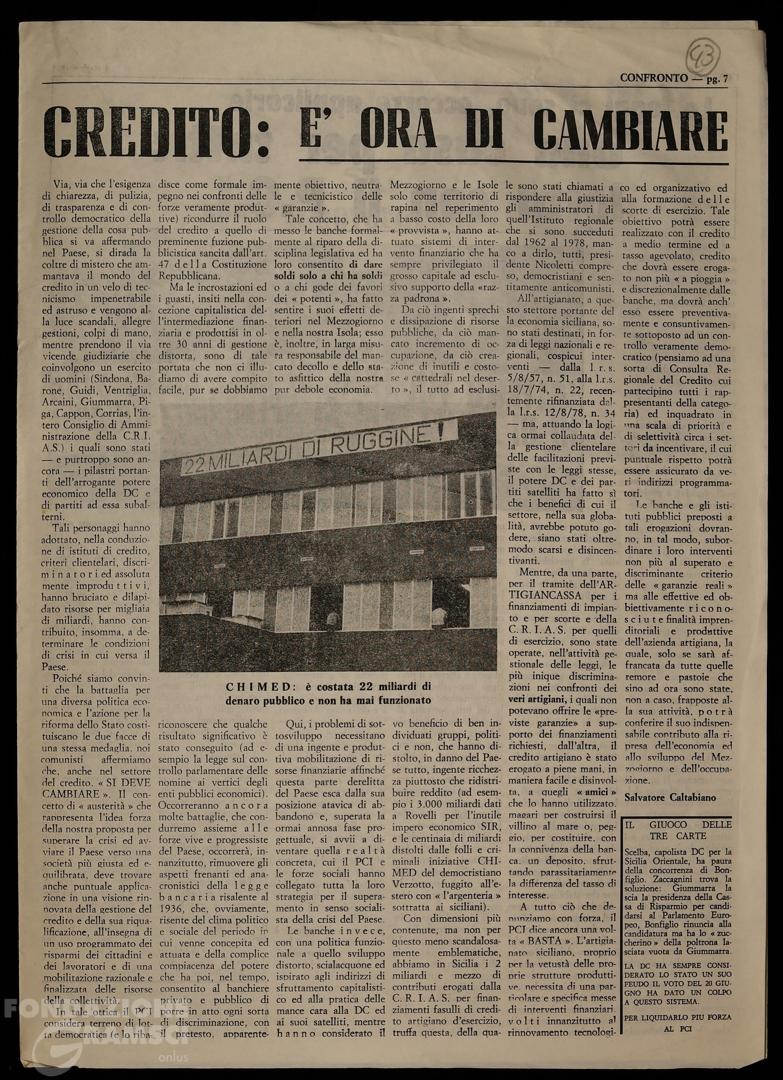 93
CONFRONTO — pg. 7
CREDITO: E' ORA DI CAMBIARE
Via, via che l'esigenza
di chiarezza, di pulizia,
di trasparenza e di con-
trollo democratico della
gestione della cosa pub-
blica si va affermando
nel Paese, si dirada la
coltre di mistero che am-
mantava il mondo del
credito in un velo di tec-
nicismo impenetrabile
ed astruso e vengono al-
la luce scandali, allegre
gestioni, colpi di mano,
mentre prendono il via
vicende giudiziarie che
coinvolgono un esercito
di uomini (Sindona, Ba-
rone, Guidi, Ventriglia,
Arcaini, Giummarra, Pi-
ga, Cappon, Corrias, l'in-
tero Consiglio di Ammi-
nistrazione della C.R.I.
A.S.) i quali sono stati
— e purtroppo sono an-
cora — i pilastri portan-
ti dell'arrogante potere
economico della DC e
di partiti ad essa subal-
terni.
Tali personaggi hanno
adottato, nella conduzio-
ne di istituti di credito,
criteri clientelari, discri-
minatori ed assoluta
mente improduttivi,
hanno bruciato e dilapi-
dato risorse per migliaia
di miliardi, hanno con-
tribuito, insomma, a de-
terminare le condizioni
di crisi in cui versa il
Paese.
Poiché siamo convin-
ti che la battaglia per
una diversa politica eco-
nomica e l'azione per la
riforma dello Stato costi-
tuiscano le due facce di
una stessa medaglia, noi
comunisti affermiamo
che, anche nel settore
del credito, « SI DEVE
CAMBIARE ». Il con-
cetto di « austerità » che
rappresenta l'idea forza
della nostra proposta per
superare la crisi ed av-
viare il Paese verso una
società più giusta ed e-
quilibrata, deve trovare
anche puntuale applica-
zione in una visione rin-
novata della gestione del
credito e della sua riqua-
lificazione, all'insegna di
un uso programmato dei
risparmi dei cittadini e
dei lavoratori e di una
mobilitazione razionale e
finalizzata delle risorse
della collettività.
In tale ottica il PCI
considera terreno di lot-
ta democratica (e lo riba-
disce come formale im-
pegno nei confronti delle
forze veramente produt-
tive) ricondurre il ruolo
del credito a quello di
preminente fuzione pub-
blicistica sancita dall'art.
47 della Costituzione
Repubblicana.
Ma le incrostazioni ed
i guasti, insiti nella con-
cezione capitalistica del-
l'intermediazione finan-
ziaria e prodottisi in ol-
tre 30 anni di gestione
distorta, sono di tale
portata che non ci illu-
diamo di avere compito
facile, pur se dobbiamo
riconoscere che qualche
risultato significativo è
stato conseguito (ad e-
sempio la legge sul con-
trollo parlamentare delle
nomine ai vertici degli
enti pubblici economici).
Occorreranno ancora
molte battaglie, che con-
durremo assieme alle
forze vive e progressiste
del Paese, occorrerà, in-
nanzitutto, rimuovere gli
aspetti frenanti ed ana-
cronistici della legge
bancaria risalente al
1936, che, ovviamente,
risente del clima politico
e sociale del periodo in
cui venne concepita ed
attuata e della complice
compiacenza del potere
che ha poi, nel tempo,
consentito al banchiere
privato e pubblico di
porre in atto ogni sorta
di discriminazione, con
il pretesto, apparente-
mente obiettivo, neutra-
le e tecnicistico delle
« garanzie ».
Tale concetto, che ha
messo le banche formal-
mente al riparo della di-
sciplina legislativa ed ha
loro consentito di dare
soldi solo a chi ha soldi
o a chi gode dei favori
dei « potenti », ha fatto
sentire i suoi effetti de-
teriori nel Mezzogiorno
e nella nostra Isola; esso
è, inoltre, in larga misu-
ra responsabile del man-
cato decollo e dello sta-
to asfittico della nostra
pur debole economia.
Qui, i problemi di sot-
tosviluppo necessitano
di una ingente e produt-
tiva mobilitazione di ri-
sorse finanziarie affinché
questa parte derelitta
del Paese esca dalla sua
posizione atavica di ab-
bandono e, superata la
ormai annosa fase pro-
gettuale, si avvii a di-
ventare quella realtà
concreta, cui il PCI e
le forze sociali hanno
collegato tutta la loro
strategia per il supera-
mento in senso sociali-
sta della crisi del Paese.
Le banche invece,
con una politica funzio-
nale a quello sviluppo
distorto, scialacquone ed
asserviti agli indirizzi di
sfruttamento capitalisti-
co ed alla pratica delle
mance cara alla DC ed
ai suoi satelliti, mentre
hanno considerato il
Mezzogiorno e le Isole
solo come territorio di
rapina nel reperimento
a basso costo della loro
« provvista », hanno at-
tuato sistemi di inter-
vento finanziario che ha
sempre privilegiato il
grosso capitale ad esclu-
sivo supporto della «raz-
za padrona ».
Da ciò ingenti sprechi
e dissipazione di risorse
pubbliche, da ciò man-
cato incremento di oc-
cupazione, da ciò crea-
zione di inutili e costo-
se « cattedrali nel deser-
to », il tutto ad esclusi-
vo beneficio di ben in-
dividuati gruppi, politi-
ci e non, che hanno di-
stolto, in danno del Pae-
se tutto, ingente ricchez-
za piuttosto che ridistri-
buire reddito (ad esem-
pio i 3.000 miliardi dati
a Rovelli per l'inutile
impero economico SIR,
e le centinaia di miliardi
distolti dalle folli e cri-
minali iniziative CHI-
MED del democristiano
Verzotto, fuggito all'e-
stero con « l'argenteria »
sottratta ai siciliani).
Con dimensioni più
contenute, ma non per
questo meno scandalosa-
mente emblematiche,
abbiamo in Sicilia i 2
miliardi e mezzo di
contributi erogati dalla
C.R.I.A.S. per finan-
ziamenti fasulli di credi-
to artigiano d'esercizio,
truffa questa, della qua-
le sono stati chiamati a
rispondere alla giustizia
gli amministratori di
quell'Istituto regionale
che si sono succeduti
dal 1962 al 1978, man-
co a dirlo, tutti, presi-
dente Nicoletti compre-
so, democristiani e sen-
titamente anticomunisti.
All'artigianato, a que-
sto stettore portante del-
la economia siciliana, so-
no stati destinati, in for-
za di leggi nazionali e re-
gionali, cospicui inter-
venti — dalla l r s.
5/8/57, n. 51, alla l.r.s.
18/7/74, n. 22, recen-
temente rifinanziata dal-
la l.r.s. 12/8/78, n. 34
— ma, attuando la logi-
ca ormai collaudata del-
la gestione clientelare
delle facilitazioni previ-
ste con le leggi stesse,
il potere DC e dei par-
titi satelliti ha fatto sì
che i benefici di cui il
settore, nella sua globa-
lità, avrebbe potuto go-
dere, siano stati oltre-
modo scarsi e disincen-
tivanti.
Mentre, da una parte,
per il tramite dell'AR-
TIGIANCASSA per i
finanziamenti di impian-
to e per scorte e della
C.R.I.A.S. per quelli
di esercizio, sono state
operate, nell'attività ge-
stionale delle leggi, le
più inique discrimina-
zioni nei confronti dei
veri artigiani, i quali non
potevano offrire le «pre-
viste garanzie» a sup-
porto dei finanziamenti
richiesti, dall'altra, il
credito artigiano è stato
erogato a piene mani, in
maniera facile e disinvol-
ta, a quegli « amici »
che lo hanno utilizzato,
magari per costruirsi il
villino al mare o, peg-
gio, per costituire, con
la connivenza della ban-
ca, un deposito, sfrut-
tando parassitariamente
la differenza del tasso di
interesse.
A tutto ciò che de-
nunziamo con forza, il
PCI dice ancora una vol-
ta « BASTA ». L'artigia-
nato siciliano, proprio
per la vetustà delle pro-
prie strutture produtti-
ve, necessita di una par-
ticolare e specifica messe
di interventi finanziari,
volti innanzitutto al
rinnovamento tecnologi-
co ed organizzativo ed
alla formazione delle
scorte di esercizio. Tale
obiettivo potrà essere
realizzato con il credito
a medio termine ed a
tasso agevolato, credito
che dovrà essere eroga-
to non più « a pioggia »
e discrezionalmente dalle
banche, ma dovrà anch'
esso essere preventiva-
mente e consuntivamen-
te sottoposto ad un con-
trollo veramente demo-
cratico (pensiamo ad una
sorta di Consulta Re-
gionale del Credito cui
partecipino tutti i rap-
presentanti della catego-
ria) ed inquadrato in
una scala di priorità e
di selettività circa i set-
tori da incentivare, il cui
puntuale rispetto potrà
essere assicurato da ve-
ri indirizzi programma-
tori.
Le banche e gli isti-
tuti pubblici preposti a
tali erogazioni dovran-
no, in tal modo, subor-
dinare i loro interventi
non più al superato e
discriminante criterio
delle « garanzie reali »
ma alle effettive ed ob-
biettivamente ricono-
sciute finalità impren-
ditoriali e produttive
dell'azienda artigiana, la
quale, solo se sarà af-
francata da tutte quelle
remore e pastoie che
sino ad ora sono state,
non a caso, frapposte al-
la sua attività, potrà
conferire il suo indispen-
sabile contributo alla ri-
presa dell'economia ed
allo sviluppo del Mez-
zogiorno e dell'occupa-
zione.
Salvatore Caltabiano
22 MILIARDI DI RUGGINE!
CHIMED: è costata 22 miliardi di
denaro pubblico e non ha mai funzionato
IL GIUOCO DELLE
TRE CARTE
Scelba, capolista DC per la
Sicilia Orientale, ha paura
della concorrenza di Bon-
figlio. Zaccagnini trova la
soluzione: Giummarra la
scia la presidenza della Cas-
sa di Risparmio per candi-
darsi al Parlamento Euro-
peo, Bonfiglio rinuncia alla
candidatura ma ha lo « zuc-
cherino » della poltrona la-
sciata vuota da Giummarra.
LA DC HA SEMPRE CONSI-
DERATO LO STATO UN SUO
FEUDO IL VOTO DEL 20 GIU-
GNO HA DATO UN COLPO
A QUESTO SISTEMA.
PER LIQUIDARLO PIU FORZA
AL PCI
FONDAZIONE
GRAMSCI
onlus